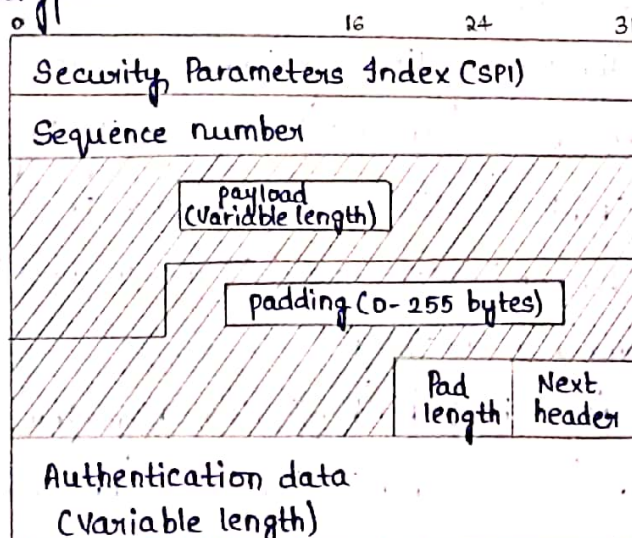 0 16 24 3
Security Parameters Index (SPI)
Sequence number
payload
(Variable length)
padding (0-255 bytes)
Pad Next
length header
Authentication data
(Variable length)